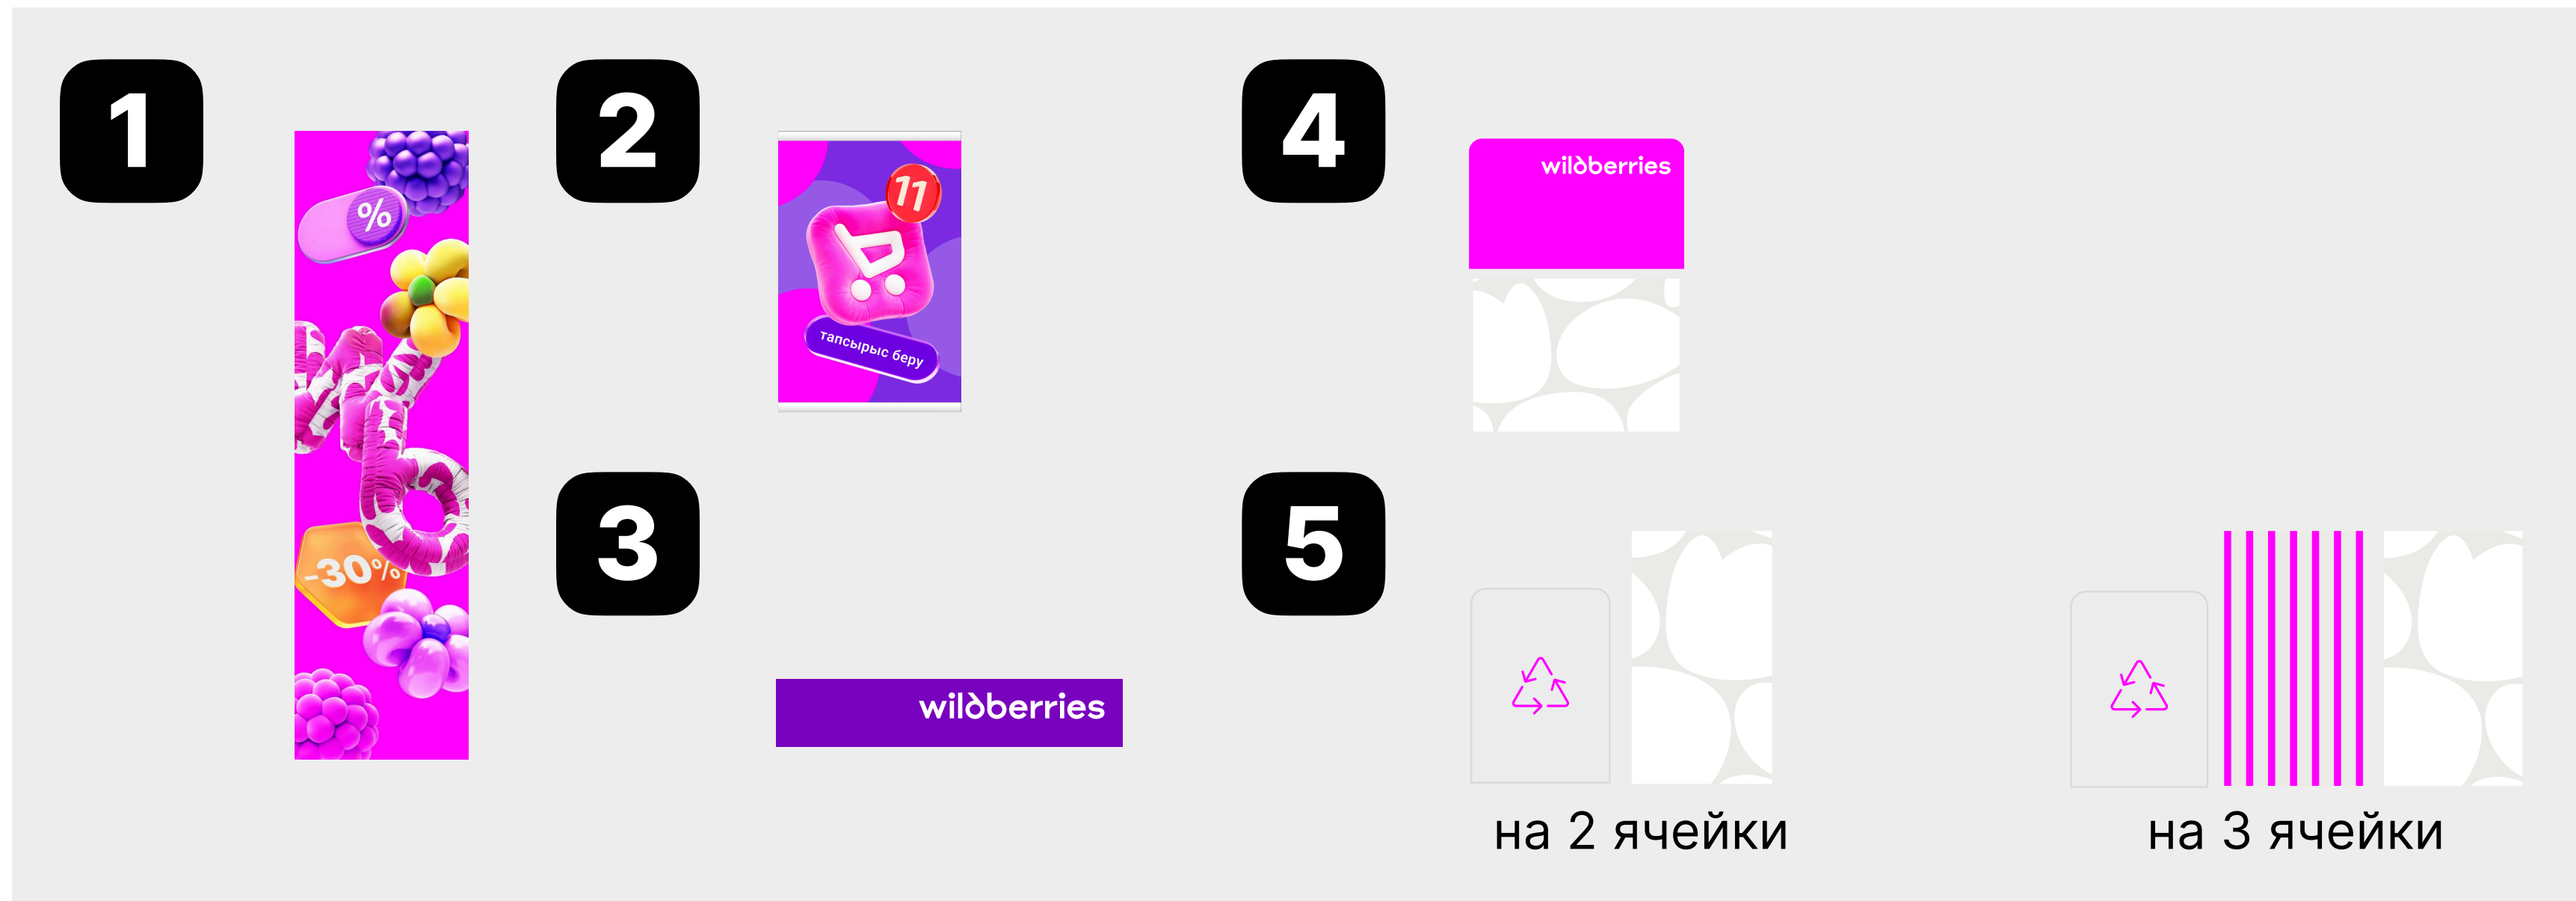 1
%
-30%
2
11
тапсырыс беру
3
wildberries
4
wildberries
5
на 2 ячейки
на 3 ячейки